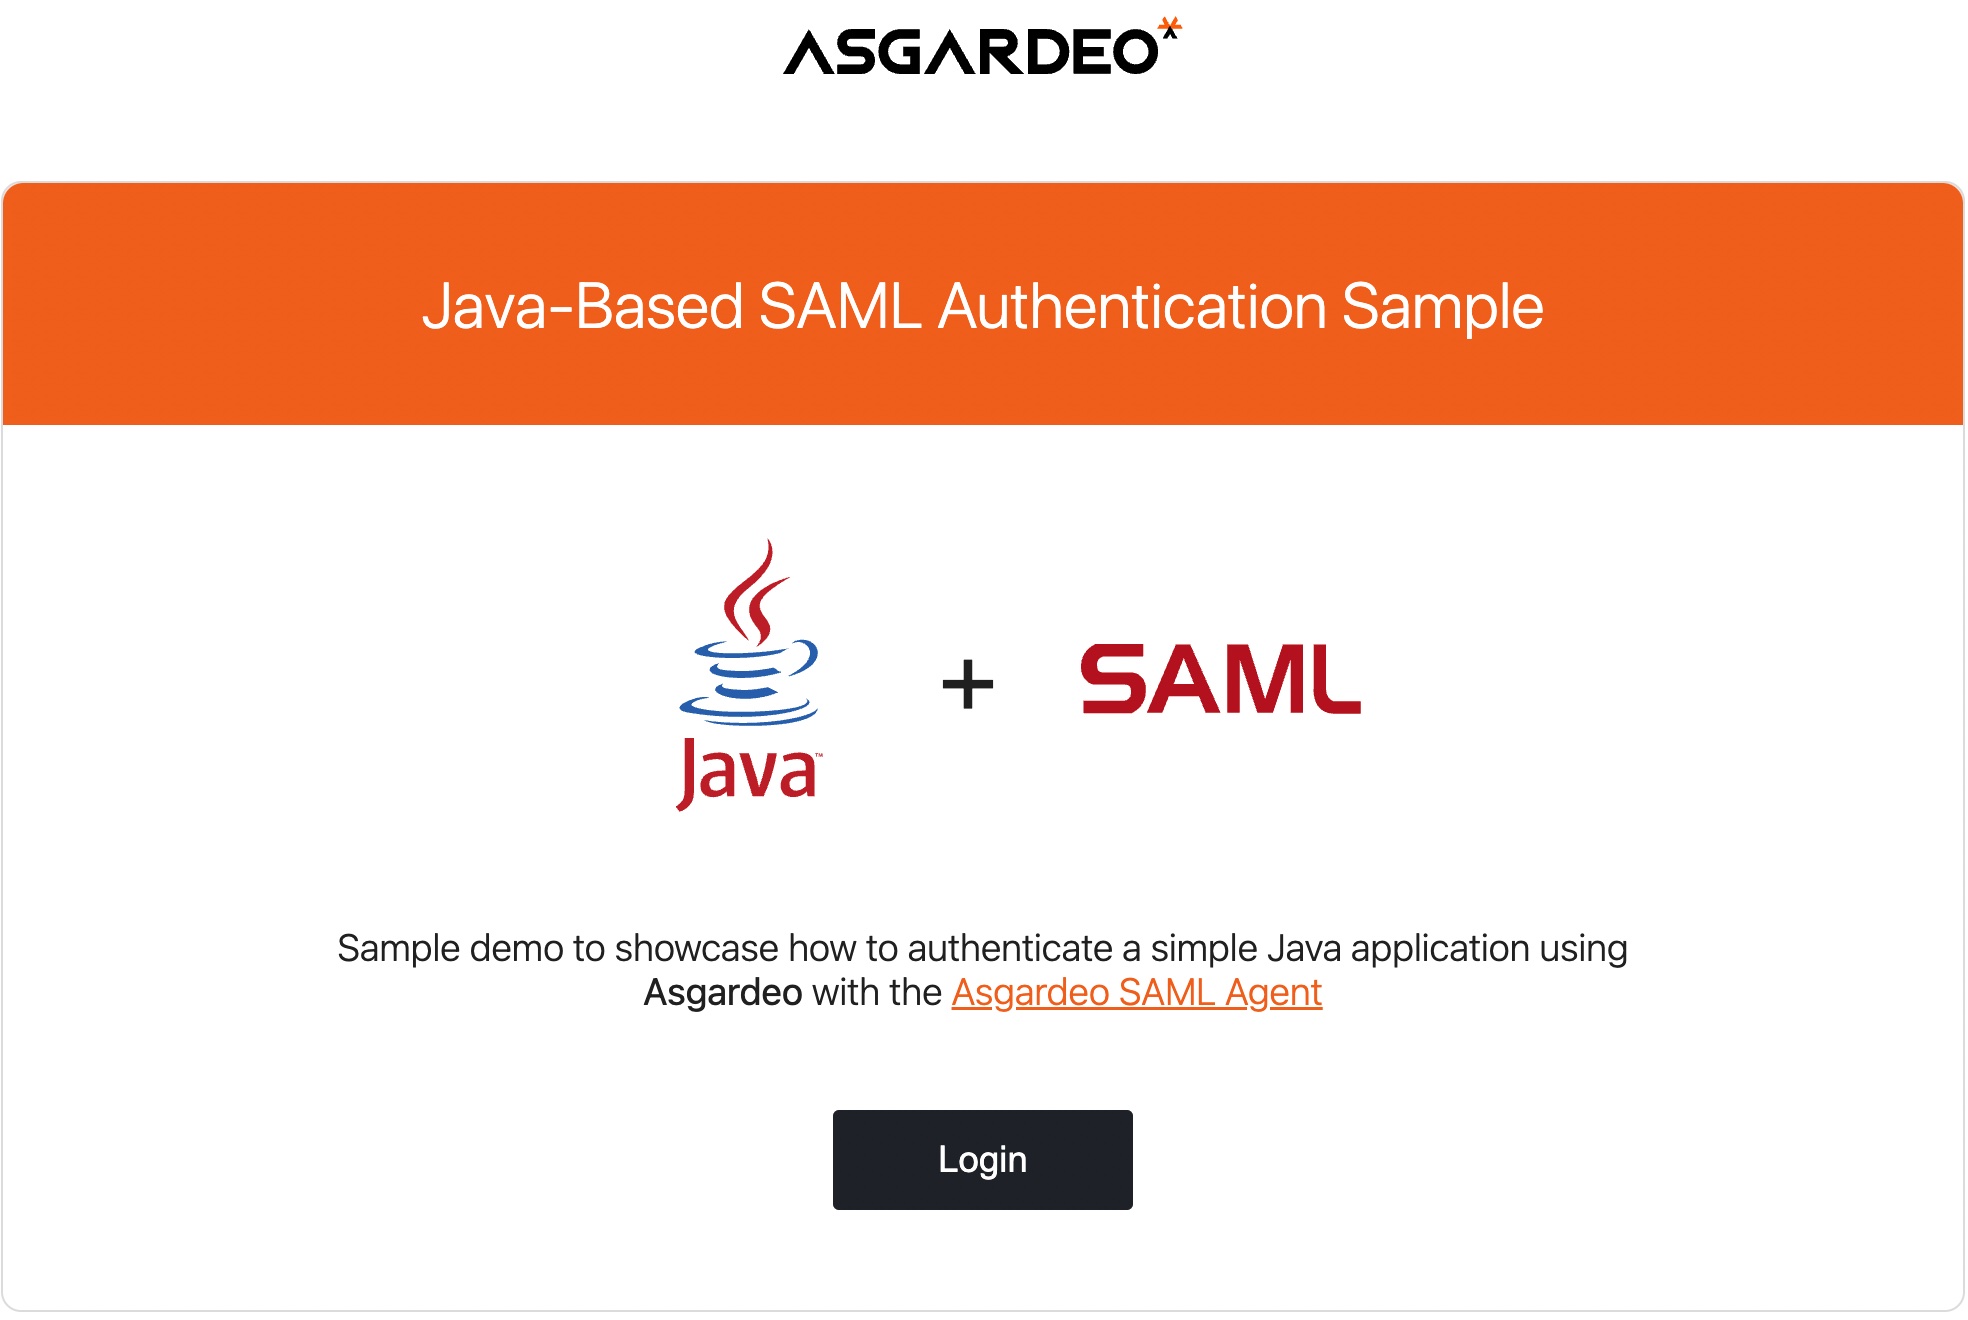 ASGARDEO
Java-Based SAML Authentication Sample
Java™
+
SAML
Sample demo to showcase how to authenticate a simple Java application using
Asgardeo with the Asgardeo SAML Agent
Login